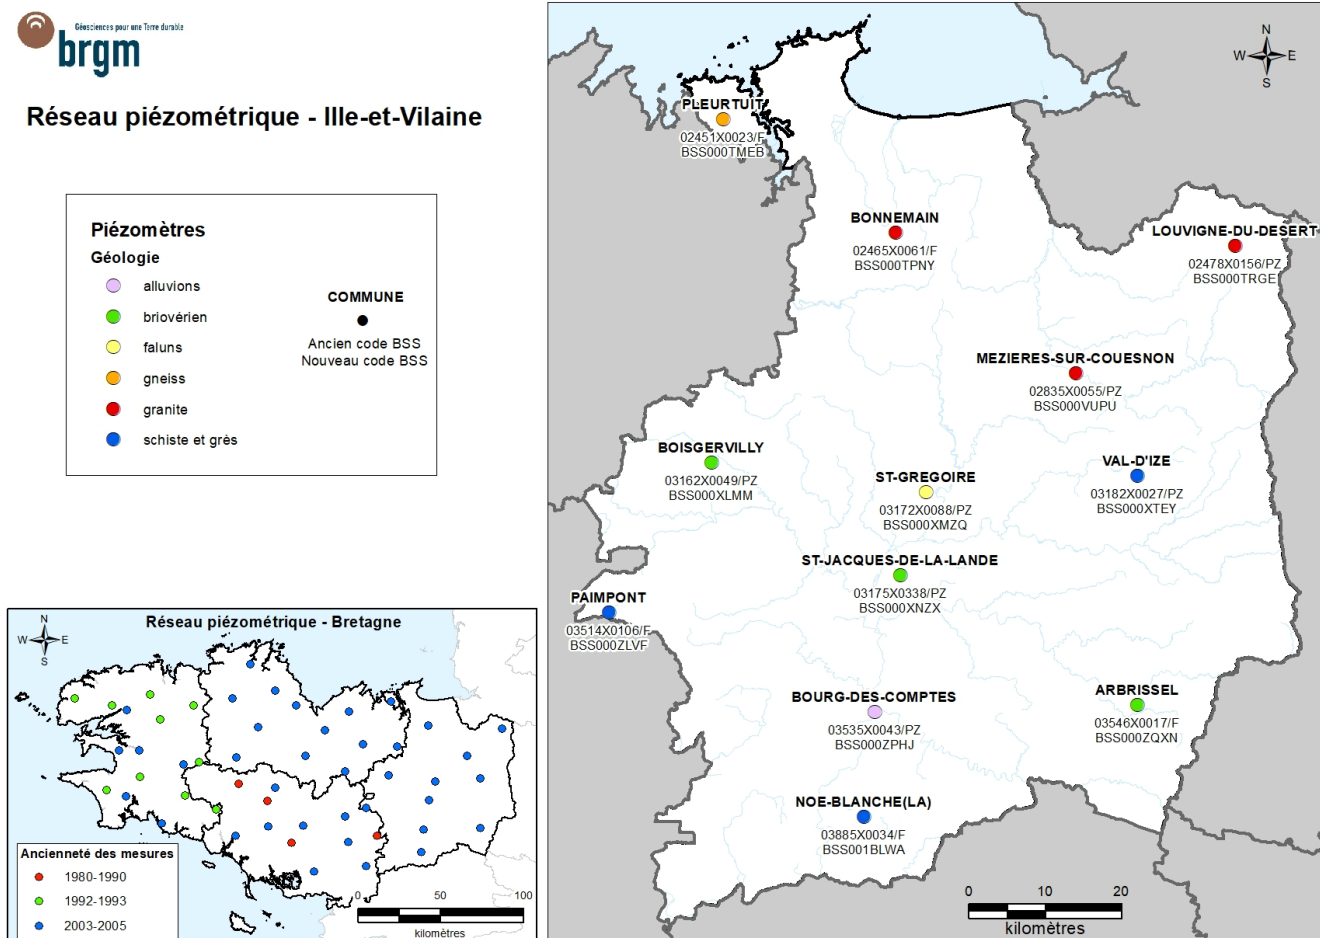 Géosciences pour une Terre durable
brgm
Réseau piézométrique - Ille-et-Vilaine
Piézomètres
Géologie
alluvions
briovérien
faluns
gneiss
granite
schiste et grès
COMMUNE
Ancien code BSS
Nouveau code BSS
N
W E
S
PLEURTUIT
02451X0023/F
BSS000TMEB
BONNEMAIN
02465X0061/F
BSS000TPNY
LOUVIGNE-DU-DESERT
02478X0156/PZ
BSS000TRGE
MEZIERES-SUR-COUESNON
02835X0055/PZ
BSS000VUPU
BOISGERVILLY
03162X0049/PZ
BSS000XLMM
ST-GREGOIRE
03172X0088/PZ
BSS000XMZQ
VAL-D'IZE
03182X0027/PZ
BSS000XTEY
ST-JACQUES-DE-LA-LANDE
03175X0338/PZ
BSS000XNZX
PAIMPONT
03514X0106/F
BSS000ZLVF
BOURG-DES-COMPTES
03535X0043/PZ
BSS000ZPHJ
ARBRISSEL
03546X0017/F
BSS000ZQXN
NOE-BLANCHE(LA)
03885X0034/F
BSS001BLWA
0 10 20
kilomètres
Réseau piézométrique - Bretagne
N
W E
S
Ancienneté des mesures
1980-1990
1992-1993
2003-2005
0 50 100
kilomètres